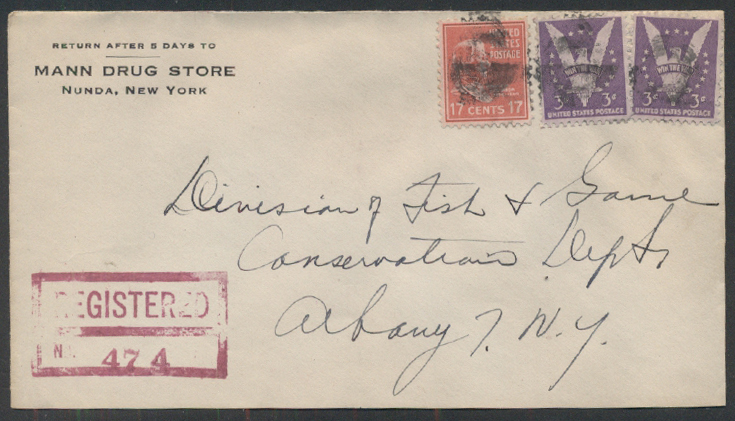 RETURN AFTER 5 DAYS TO
MANN DRUG STORE
NUNDA, NEW YORK
UNITED STATES POSTAGE
17 CENTS 17
WIN THE WAR
3¢ 3¢
UNITED STATES POSTAGE
WIN THE WAR
3¢ 3¢
UNITED STATES POSTAGE
Division of Fish & Game
Conservation Dept,
Albany 7, N.Y.
REGISTERED
No. 474